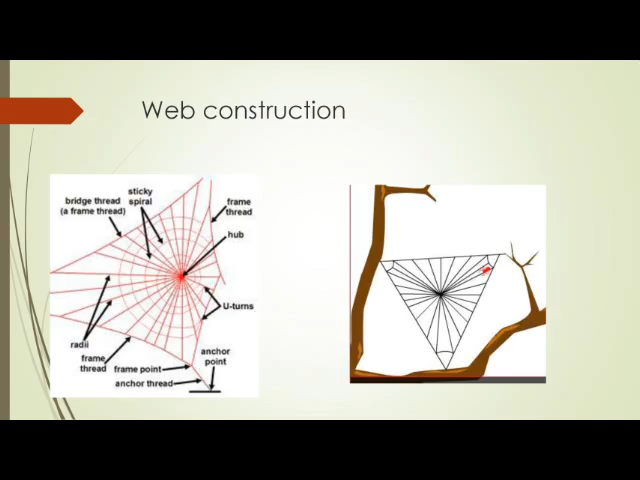 Web construction
sticky
spiral
bridge thread
(a frame thread)
frame
thread
hub
U-turns
radii
frame
thread
anchor
point
frame point
anchor thread